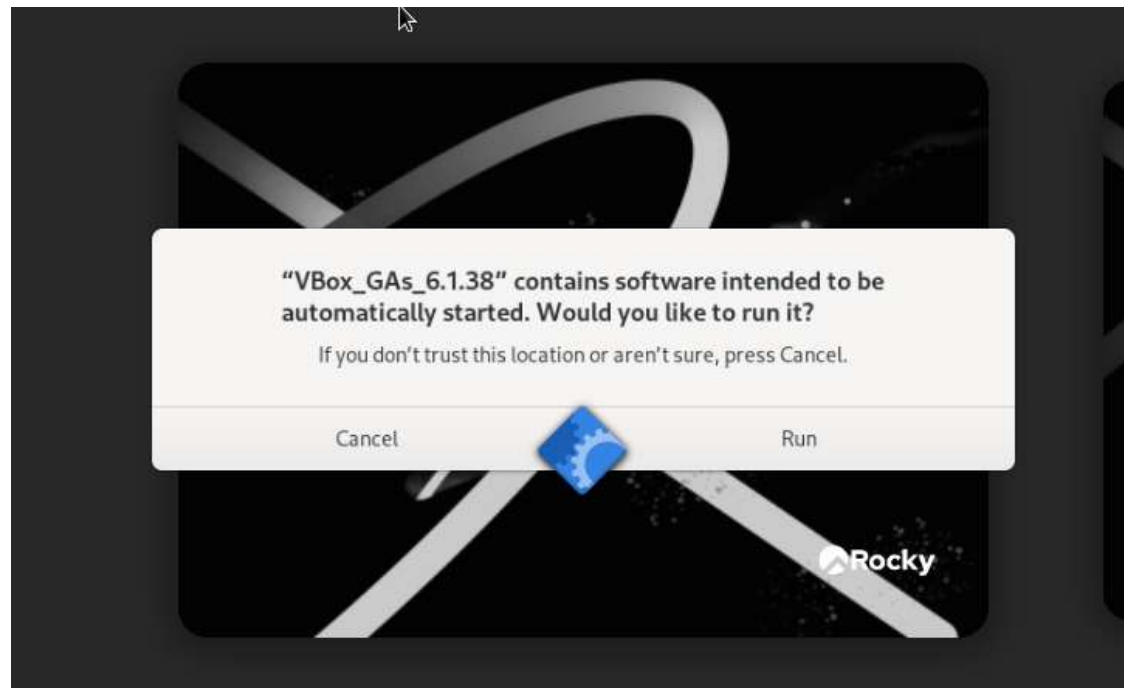 “VBox_GAs_6.1.38” contains software intended to be
automatically started. Would you like to run it?
If you don’t trust this location or aren’t sure, press Cancel.
Cancel
Run
Rocky